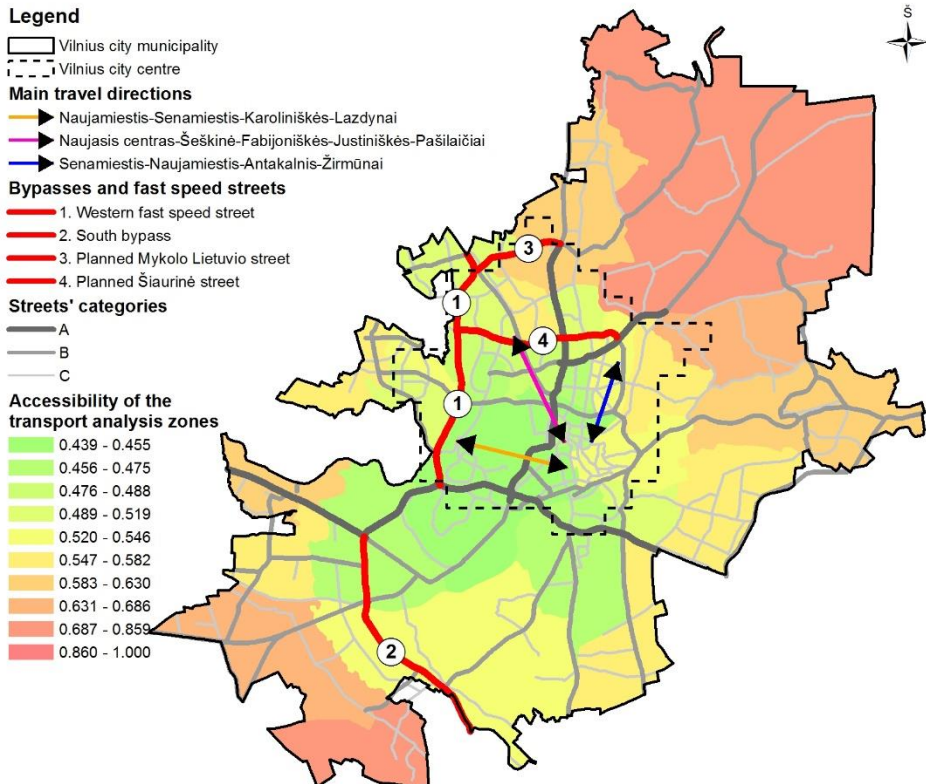 Legend
Vilnius city municipality
Vilnius city centre
Main travel directions
Naujamiestis-Senamiestis-Karoliniškės-Lazdynai
Naujasis centras-Šeškinė-Fabijoniškės-Justiniškės-Pašilaičiai
Senamiestis-Naujamiestis-Antakalnis-Žirmūnai
Bypasses and fast speed streets
1. Western fast speed street
2. South bypass
3. Planned Mykolo Lietuvio street
4. Planned Šiaurinė street
Streets' categories
A
B
C
Accessibility of the
transport analysis zones
0.439 - 0.455
0.456 - 0.475
0.476 - 0.488
0.489 - 0.519
0.520 - 0.546
0.547 - 0.582
0.583 - 0.630
0.631 - 0.686
0.687 - 0.859
0.860 - 1.000
Š
3
1
4
1
2